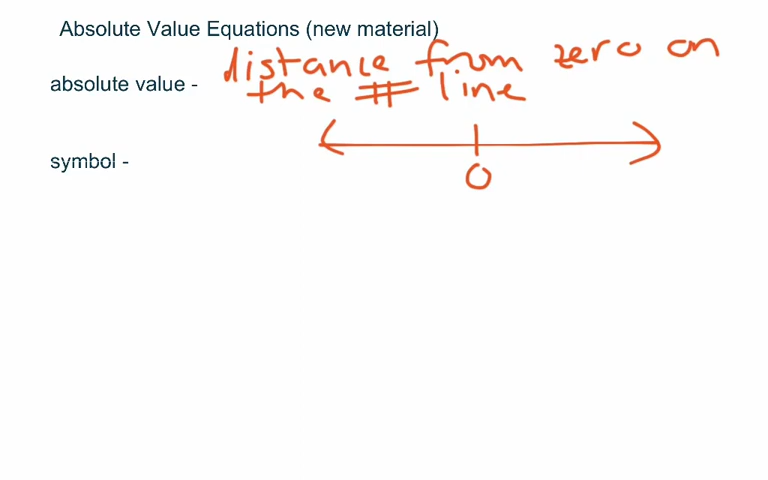 Absolute Value Equations (new material)
absolute value - distance from zero on
the # line
symbol -
0